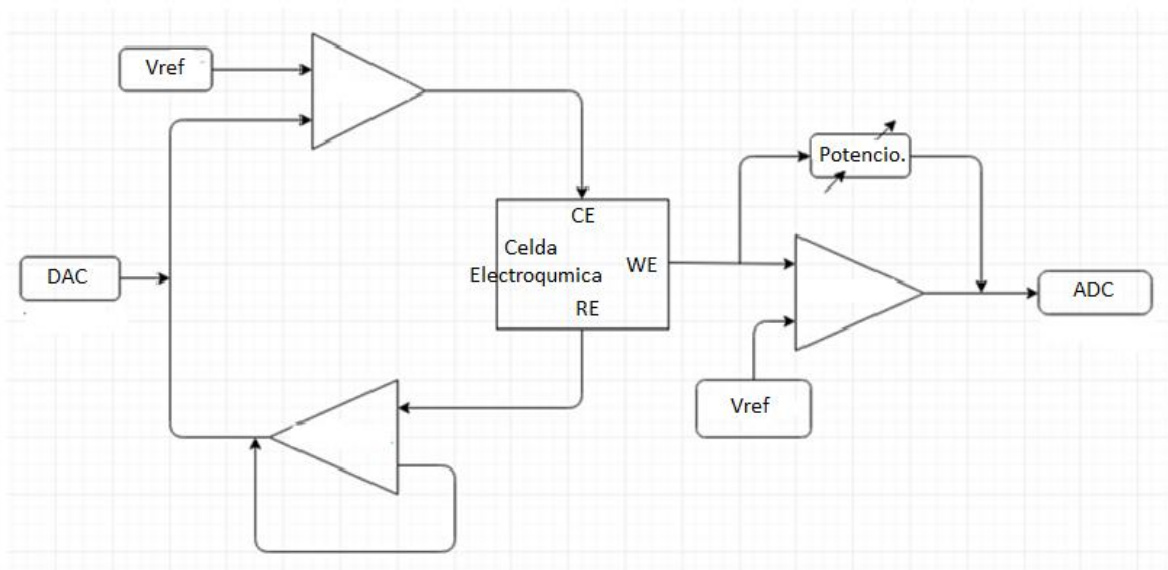 Vref
Potencio.
CE
Celda
Electroqumica
WE
RE
DAC
ADC
Vref